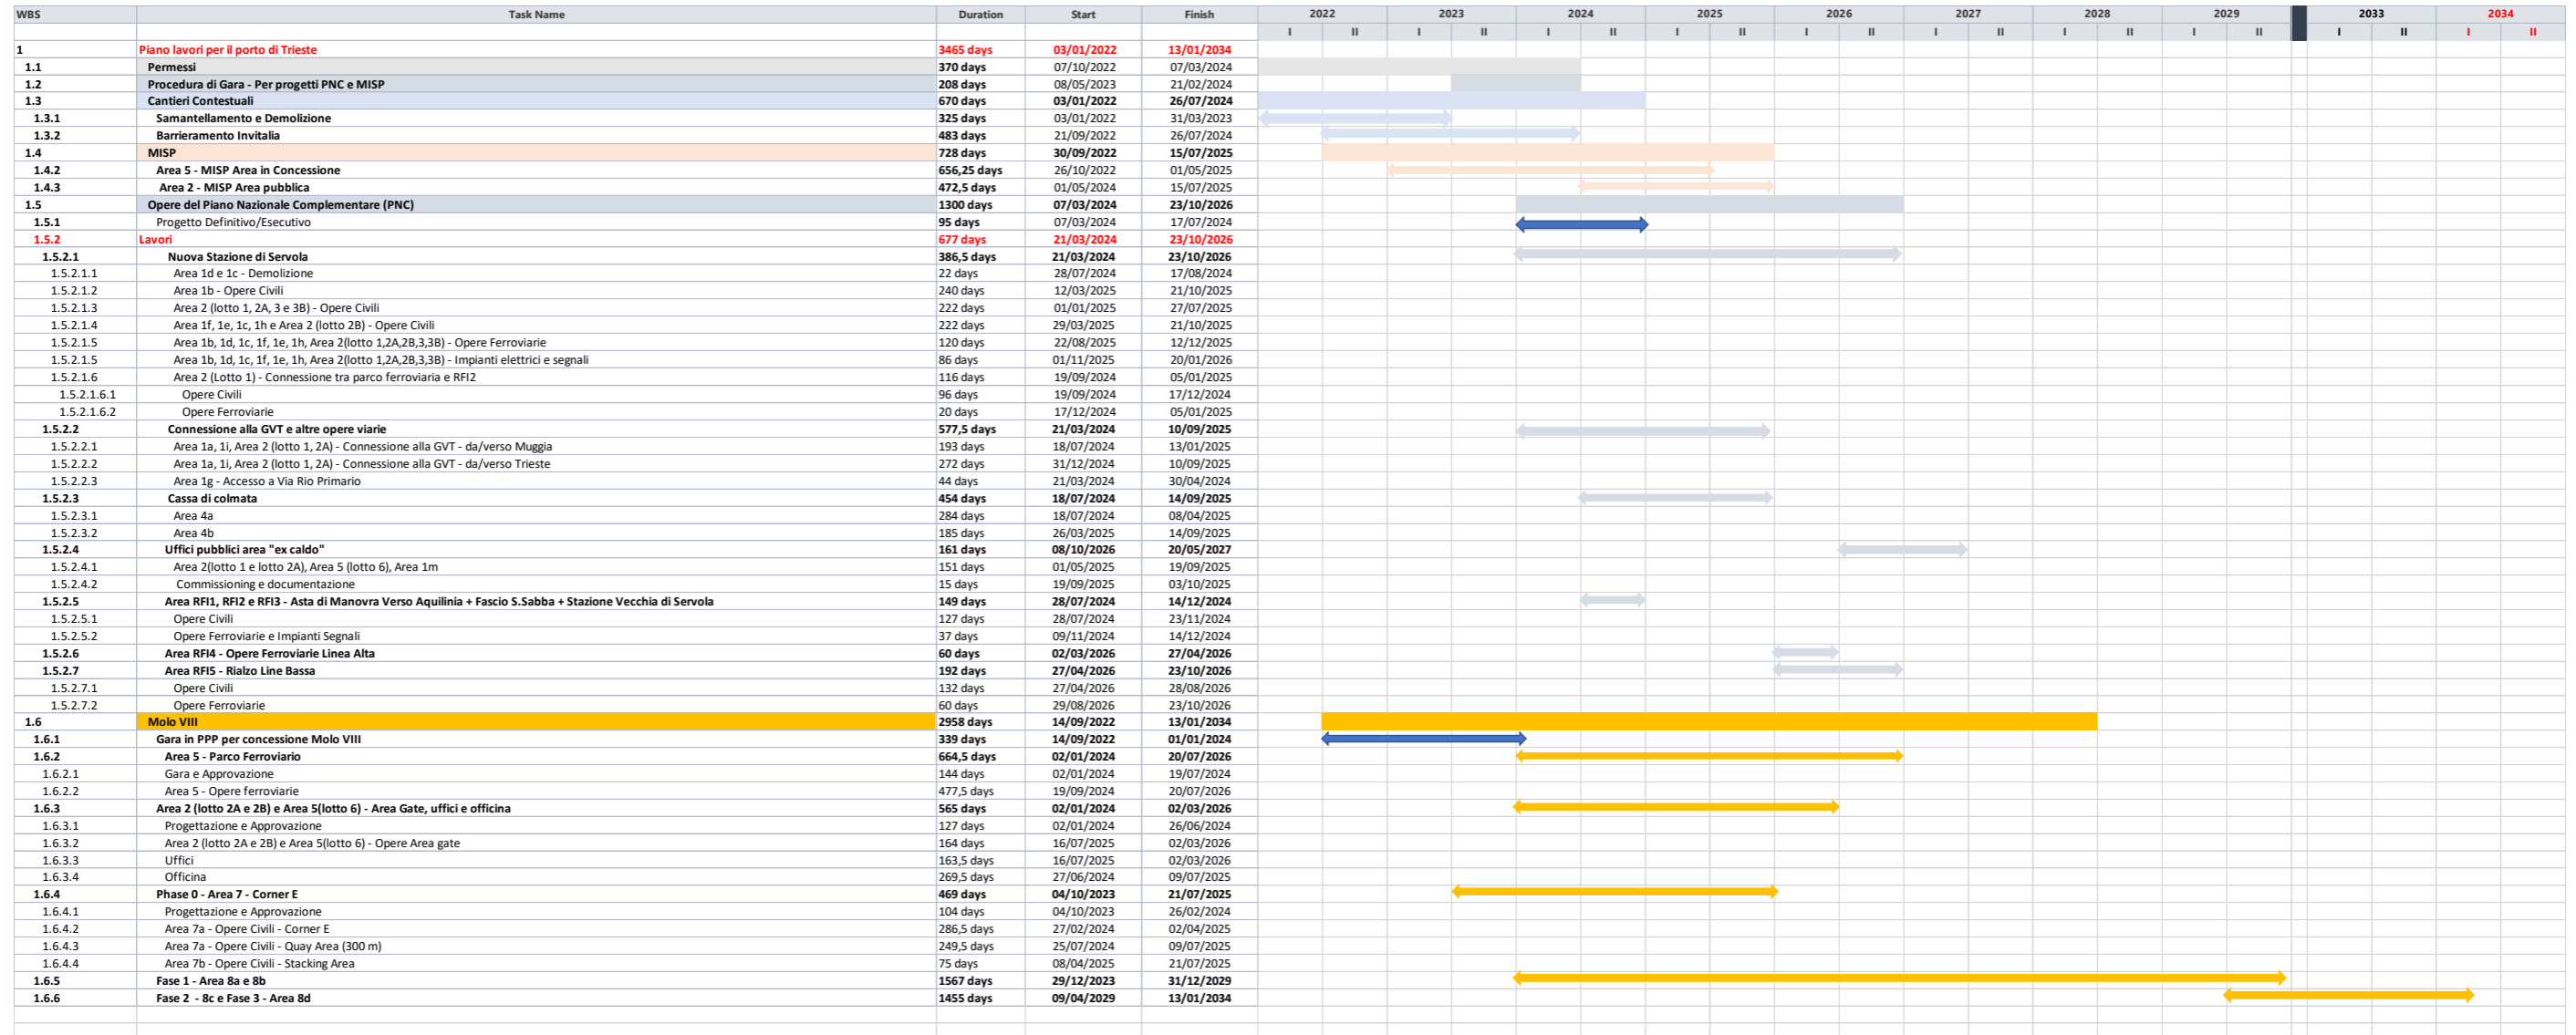 WBS Task Name Duration Start Finish 2022 2023 2024 2025 2026 2027 2028 2029 2033 2034
I II I II I II I II I II I II I II I II I II I II
1 Piano lavori per il porto di Trieste 3465 days 03/01/2022 13/01/2034
1.1 Permessi 370 days 07/10/2022 07/03/2024
1.2 Procedura di Gara - Per progetti PNC e MISP 208 days 08/05/2023 21/02/2024
1.3 Cantieri Contestuali 670 days 03/01/2022 26/07/2024
1.3.1 Samantellamento e Demolizione 325 days 03/01/2022 31/03/2023
1.3.2 Barrieramento Invitalia 483 days 21/09/2022 26/07/2024
1.4 MISP 728 days 30/09/2022 15/07/2025
1.4.2 Area 5 - MISP Area in Concessione 656,25 days 26/10/2022 01/05/2025
1.4.3 Area 2 - MISP Area pubblica 472,5 days 01/05/2024 15/07/2025
1.5 Opere del Piano Nazionale Complementare (PNC) 1300 days 07/03/2024 23/10/2026
1.5.1 Progetto Definitivo/Esecutivo 95 days 07/03/2024 17/07/2024
1.5.2 Lavori 677 days 21/03/2024 23/10/2026
1.5.2.1 Nuova Stazione di Servola 386,5 days 21/03/2024 23/10/2026
1.5.2.1.1 Area 1d e 1c - Demolizione 22 days 28/07/2024 17/08/2024
1.5.2.1.2 Area 1b - Opere Civili 240 days 12/03/2025 21/10/2025
1.5.2.1.3 Area 2 (lotto 1, 2A, 3 e 3B) - Opere Civili 222 days 01/01/2025 27/07/2025
1.5.2.1.4 Area 1f, 1e, 1c, 1h e Area 2 (lotto 2B) - Opere Civili 222 days 29/03/2025 21/10/2025
1.5.2.1.5 Area 1b, 1d, 1c, 1f, 1e, 1h, Area 2(lotto 1,2A,2B,3,3B) - Opere Ferroviarie 120 days 22/08/2025 12/12/2025
1.5.2.1.5 Area 1b, 1d, 1c, 1f, 1e, 1h, Area 2(lotto 1,2A,2B,3,3B) - Impianti elettrici e segnali 86 days 01/11/2025 20/01/2026
1.5.2.1.6 Area 2 (Lotto 1) - Connessione tra parco ferroviaria e RFI2 116 days 19/09/2024 05/01/2025
1.5.2.1.6.1 Opere Civili 96 days 19/09/2024 17/12/2024
1.5.2.1.6.2 Opere Ferroviarie 20 days 17/12/2024 05/01/2025
1.5.2.2 Connessione alla GVT e altre opere viarie 577,5 days 21/03/2024 10/09/2025
1.5.2.2.1 Area 1a, 1i, Area 2 (lotto 1, 2A) - Connessione alla GVT - da/verso Muggia 193 days 18/07/2024 13/01/2025
1.5.2.2.2 Area 1a, 1i, Area 2 (lotto 1, 2A) - Connessione alla GVT - da/verso Trieste 272 days 31/12/2024 10/09/2025
1.5.2.2.3 Area 1g - Accesso a Via Rio Primario 44 days 21/03/2024 30/04/2024
1.5.2.3 Cassa di colmata 454 days 18/07/2024 14/09/2025
1.5.2.3.1 Area 4a 284 days 18/07/2024 08/04/2025
1.5.2.3.2 Area 4b 185 days 26/03/2025 14/09/2025
1.5.2.4 Uffici pubblici area "ex caldo" 161 days 08/10/2026 20/05/2027
1.5.2.4.1 Area 2(lotto 1 e lotto 2A), Area 5 (lotto 6), Area 1m 151 days 01/05/2025 19/09/2025
1.5.2.4.2 Commissioning e documentazione 15 days 19/09/2025 03/10/2025
1.5.2.5 Area RFI1, RFI2 e RFI3 - Asta di Manovra Verso Aquilinia + Fascio S.Sabba + Stazione Vecchia di Servola 149 days 28/07/2024 14/12/2024
1.5.2.5.1 Opere Civili 127 days 28/07/2024 23/11/2024
1.5.2.5.2 Opere Ferroviarie e Impianti Segnali 37 days 09/11/2024 14/12/2024
1.5.2.6 Area RFI4 - Opere Ferroviarie Linea Alta 60 days 02/03/2026 27/04/2026
1.5.2.7 Area RFI5 - Rialzo Line Bassa 192 days 27/04/2026 23/10/2026
1.5.2.7.1 Opere Civili 132 days 27/04/2026 28/08/2026
1.5.2.7.2 Opere Ferroviarie 60 days 29/08/2026 23/10/2026
1.6 Molo VIII 2958 days 14/09/2022 13/01/2034
1.6.1 Gara in PPP per concessione Molo VIII 339 days 14/09/2022 01/01/2024
1.6.2 Area 5 - Parco Ferroviario 664,5 days 02/01/2024 20/07/2026
1.6.2.1 Gara e Approvazione 144 days 02/01/2024 19/07/2024
1.6.2.2 Area 5 - Opere ferroviarie 477,5 days 19/09/2024 20/07/2026
1.6.3 Area 2 (lotto 2A e 2B) e Area 5(lotto 6) - Area Gate, uffici e officina 565 days 02/01/2024 02/03/2026
1.6.3.1 Progettazione e Approvazione 127 days 02/01/2024 26/06/2024
1.6.3.2 Area 2 (lotto 2A e 2B) e Area 5(lotto 6) - Opere Area gate 164 days 16/07/2025 02/03/2026
1.6.3.3 Uffici 163,5 days 16/07/2025 02/03/2026
1.6.3.4 Officina 269,5 days 27/06/2024 09/07/2025
1.6.4 Phase 0 - Area 7 - Corner E 469 days 04/10/2023 21/07/2025
1.6.4.1 Progettazione e Approvazione 104 days 04/10/2023 26/02/2024
1.6.4.2 Area 7a - Opere Civili - Corner E 286,5 days 27/02/2024 02/04/2025
1.6.4.3 Area 7a - Opere Civili - Quay Area (300 m) 249,5 days 25/07/2024 09/07/2025
1.6.4.4 Area 7b - Opere Civili - Stacking Area 75 days 08/04/2025 21/07/2025
1.6.5 Fase 1 - Area 8a e 8b 1567 days 29/12/2023 31/12/2029
1.6.6 Fase 2 - 8c e Fase 3 - Area 8d 1455 days 09/04/2029 13/01/2034